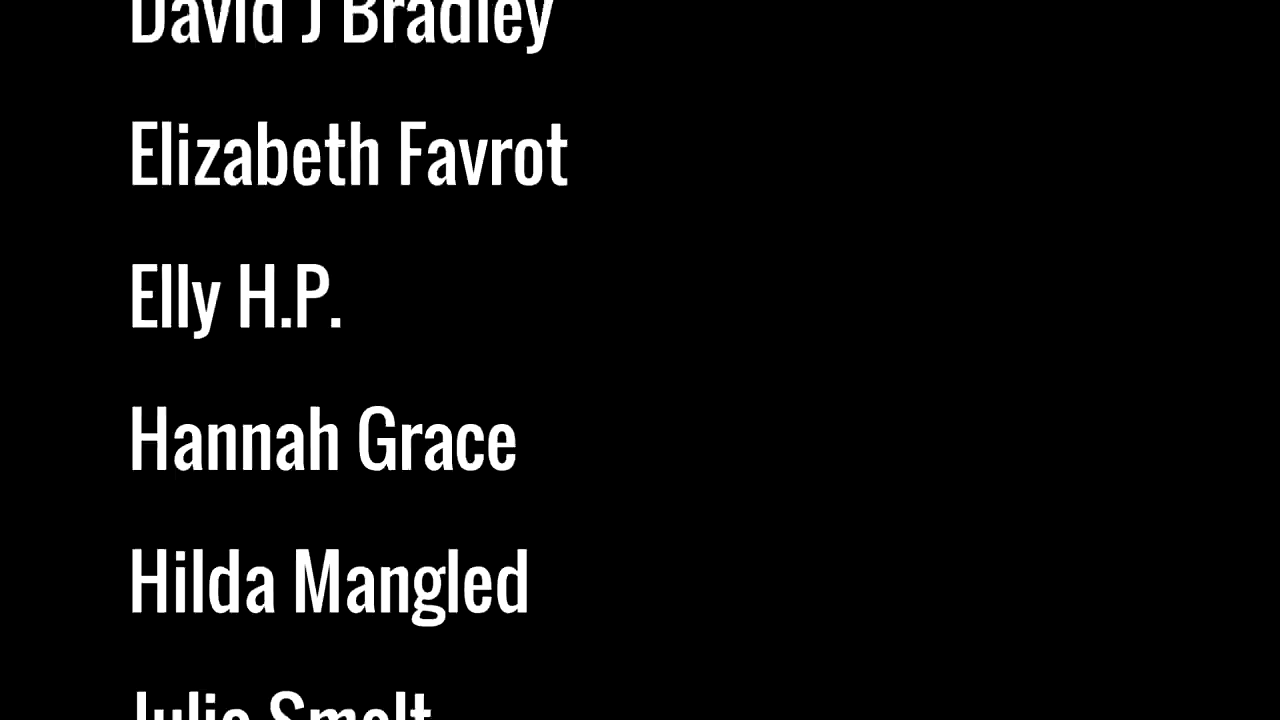 David J Bradley
Elizabeth Favrot
Elly H.P.
Hannah Grace
Hilda Mangled